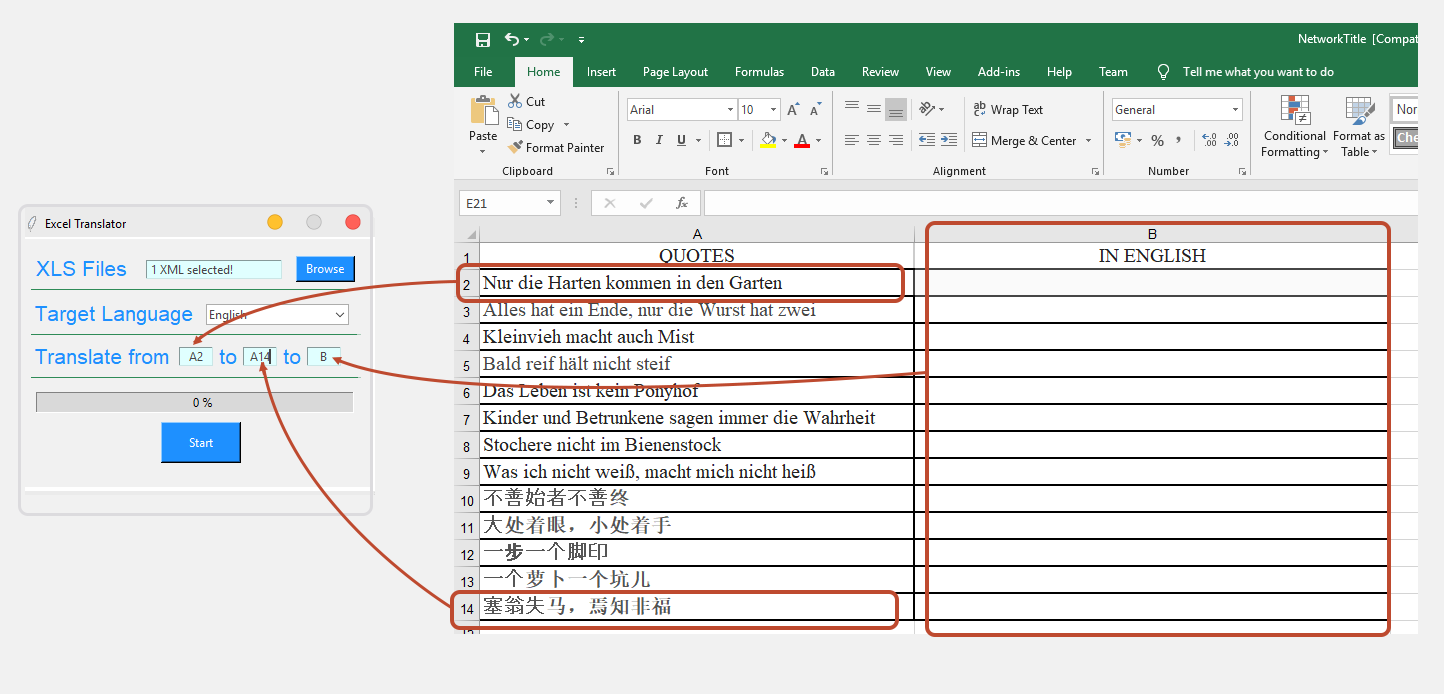 NetworkTitle [Compat
File Home Insert Page Layout Formulas Data Review View Add-ins Help Team Tell me what you want to do
Paste
Cut
Copy
Format Painter
Clipboard
Arial 10 A A
B I U A
Font
ab Wrap Text
Merge & Center
Alignment
General
% , .00 .00
Number
Conditional Formatting
Format as Table
Nor
Che
E21 fx
Excel Translator
XLS Files 1 XML selected! Browse
Target Language English
Translate from A2 to A14 to B
0 %
Start
A B
1 QUOTES IN ENGLISH
2 Nur die Harten kommen in den Garten
3 Alles hat ein Ende, nur die Wurst hat zwei
4 Kleinvieh macht auch Mist
5 Bald reif hält nicht steif
6 Das Leben ist kein Ponyhof
7 Kinder und Betrunkene sagen immer die Wahrheit
8 Stochere nicht im Bienenstock
9 Was ich nicht weiß, macht mich nicht heiß
10 不善始者不善终
11 大处着眼，小处着手
12 一步一个脚印
13 一个萝卜一个坑儿
14 塞翁失马，焉知非福